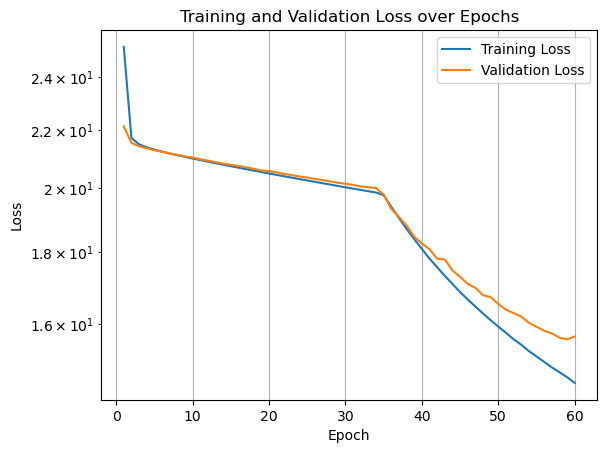 Training and Validation Loss over Epochs
Training Loss
Validation Loss
2.4 × 10¹
2.2 × 10¹
2 × 10¹
1.8 × 10¹
1.6 × 10¹
Loss
0 10 20 30 40 50 60
Epoch